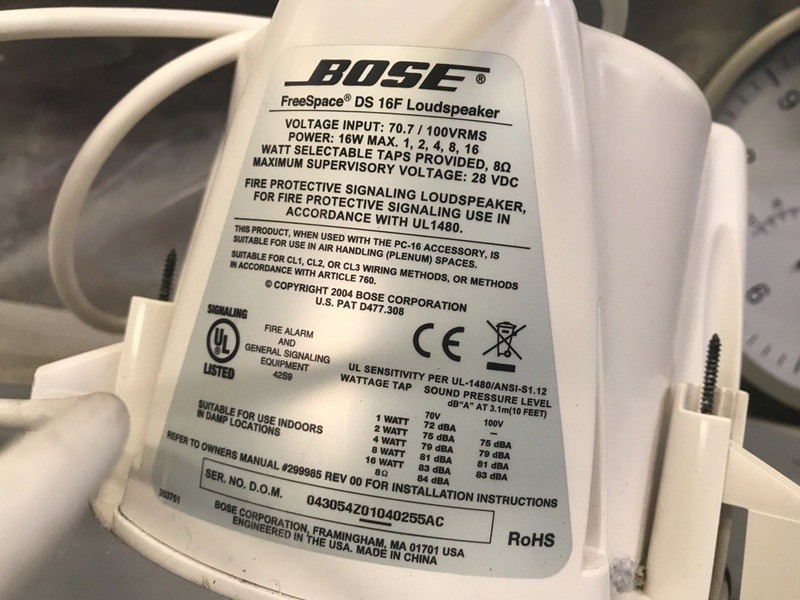 BOSE®
FreeSpace® DS 16F Loudspeaker
VOLTAGE INPUT: 70.7 / 100VRMS
POWER: 16W MAX. 1, 2, 4, 8, 16
WATT SELECTABLE TAPS PROVIDED, 8Ω
MAXIMUM SUPERVISORY VOLTAGE: 28 VDC
FIRE PROTECTIVE SIGNALING LOUDSPEAKER,
FOR FIRE PROTECTIVE SIGNALING USE IN
ACCORDANCE WITH UL1480.
THIS PRODUCT, WHEN USED WITH THE PC-16 ACCESSORY, IS
SUITABLE FOR USE IN AIR HANDLING (PLENUM) SPACES.
SUITABLE FOR CL1, CL2, OR CL3 WIRING METHODS, OR METHODS
IN ACCORDANCE WITH ARTICLE 760.
© COPYRIGHT 2004 BOSE CORPORATION
U.S. PAT D477.308
SIGNALING
UL®
LISTED
FIRE ALARM
AND
GENERAL SIGNALING
EQUIPMENT
42S9
CE
UL SENSITIVITY PER UL-1480/ANSI-S1.12
WATTAGE TAP SOUND PRESSURE LEVEL
dB"A" AT 3.1m(10 FEET)
70V 100V
1 WATT 72 dBA –
2 WATT 75 dBA 75 dBA
4 WATT 79 dBA 79 dBA
8 WATT 81 dBA 81 dBA
16 WATT 83 dBA 83 dBA
8Ω 84 dBA
SUITABLE FOR USE INDOORS
IN DAMP LOCATIONS
REFER TO OWNERS MANUAL #299985 REV 00 FOR INSTALLATION INSTRUCTIONS
SER. NO. D.O.M. 043054Z01040255AC
RoHS
BOSE CORPORATION, FRAMINGHAM, MA 01701 USA
ENGINEERED IN THE USA. MADE IN CHINA